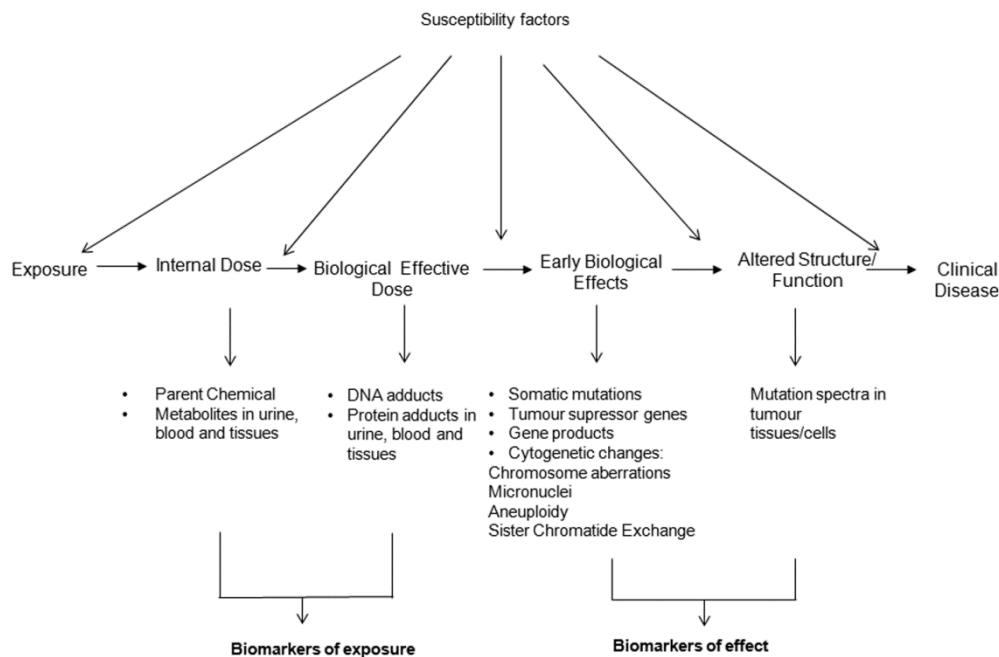 Susceptibility factors
Exposure
Internal Dose
Biological Effective
Dose
Early Biological
Effects
Altered Structure/
Function
Clinical
Disease
• Parent Chemical
• Metabolites in urine,
blood and tissues
• DNA adducts
• Protein adducts in
urine, blood and
tissues
• Somatic mutations
• Tumour supressor genes
• Gene products
• Cytogenetic changes:
Chromosome aberrations
Micronuclei
Aneuploidy
Sister Chromatide Exchange
Mutation spectra in
tumour
tissues/cells
Biomarkers of exposure
Biomarkers of effect